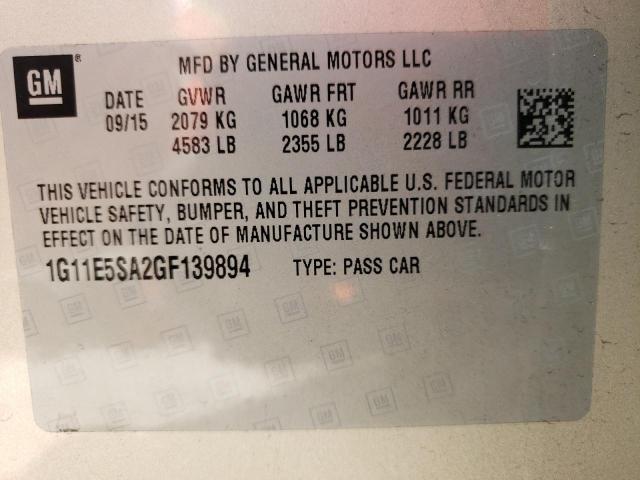 GM
MFD BY GENERAL MOTORS LLC
DATE GVWR GAWR FRT GAWR RR
09/15 2079 KG 1068 KG 1011 KG
4583 LB 2355 LB 2228 LB
THIS VEHICLE CONFORMS TO ALL APPLICABLE U.S. FEDERAL MOTOR
VEHICLE SAFETY, BUMPER, AND THEFT PREVENTION STANDARDS IN
EFFECT ON THE DATE OF MANUFACTURE SHOWN ABOVE.
1G11E5SA2GF139894 TYPE: PASS CAR